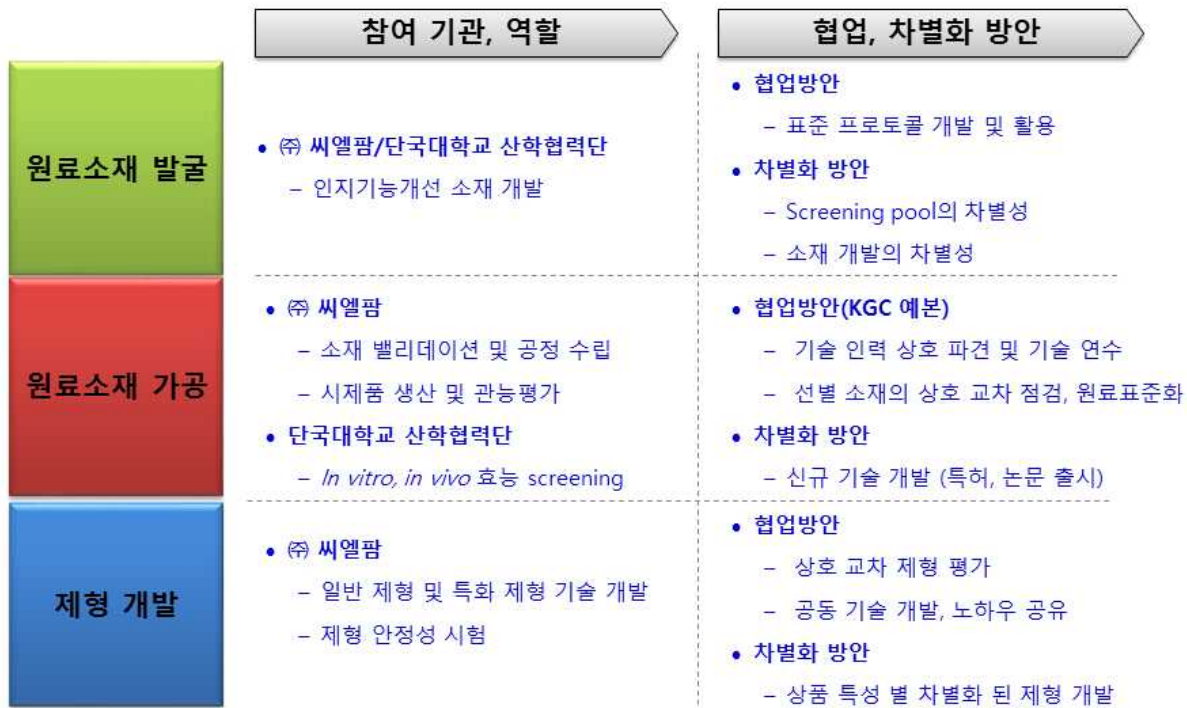 참여 기관, 역할
협업, 차별화 방안
원료소재 발굴
• ㈜ 씨엘팜/단국대학교 산학협력단
– 인지기능개선 소재 개발
• 협업방안
– 표준 프로토콜 개발 및 활용
• 차별화 방안
– Screening pool의 차별성
– 소재 개발의 차별성
원료소재 가공
• ㈜ 씨엘팜
– 소재 밸리데이션 및 공정 수립
– 시제품 생산 및 관능평가
• 단국대학교 산학협력단
– In vitro, in vivo 효능 screening
• 협업방안(KGC 예본)
– 기술 인력 상호 파견 및 기술 연수
– 선별 소재의 상호 교차 점검, 원료표준화
• 차별화 방안
– 신규 기술 개발 (특허, 논문 출시)
제형 개발
• ㈜ 씨엘팜
– 일반 제형 및 특화 제형 기술 개발
– 제형 안정성 시험
• 협업방안
– 상호 교차 제형 평가
– 공동 기술 개발, 노하우 공유
• 차별화 방안
– 상품 특성 별 차별화 된 제형 개발